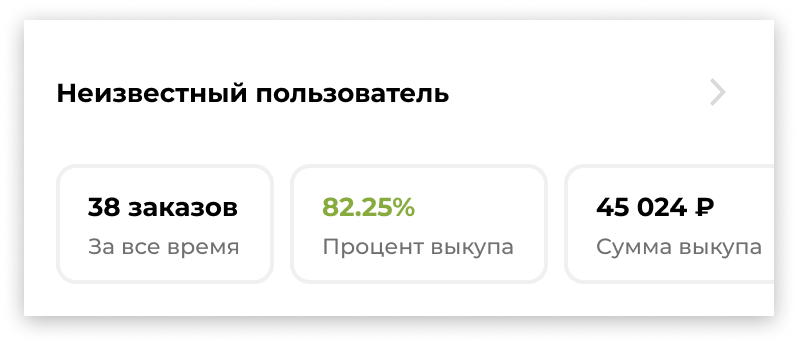 Неизвестный пользователь
38 заказов
За все время
82.25%
Процент выкупа
45 024 ₽
Сумма выкупа